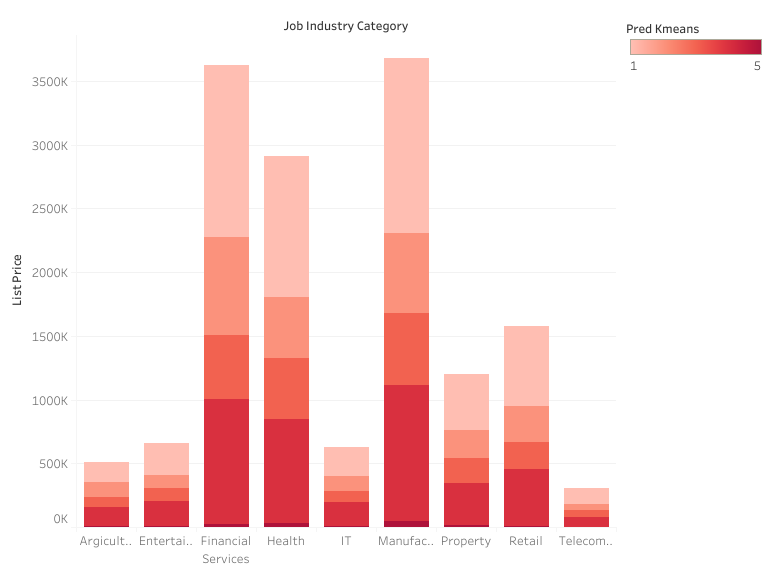 Job Industry Category
Pred Kmeans
1 5
3500K
3000K
2500K
2000K
1500K
1000K
500K
0K
List Price
Argicult.. Entertai.. Financial Services Health IT Manufac.. Property Retail Telecom..